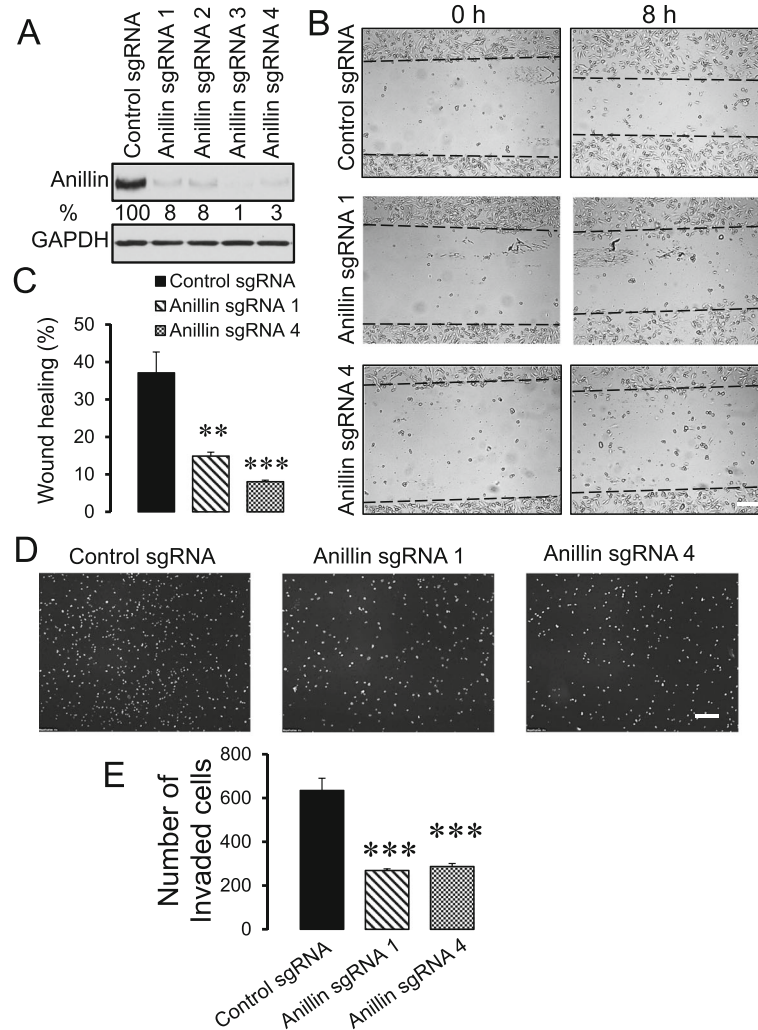 A
Control sgRNA
Anillin sgRNA 1
Anillin sgRNA 2
Anillin sgRNA 3
Anillin sgRNA 4
Anillin
% 100 8 8 1 3
GAPDH
B
0 h 8 h
Control sgRNA
Anillin sgRNA 1
Anillin sgRNA 4
C
Control sgRNA
Anillin sgRNA 1
Anillin sgRNA 4
Wound healing (%)
50
40
30
20
10
0
**
***
D
Control sgRNA Anillin sgRNA 1 Anillin sgRNA 4
E
Number of
Invaded cells
800
600
400
200
0
***
***
Control sgRNA
Anillin sgRNA 1
Anillin sgRNA 4